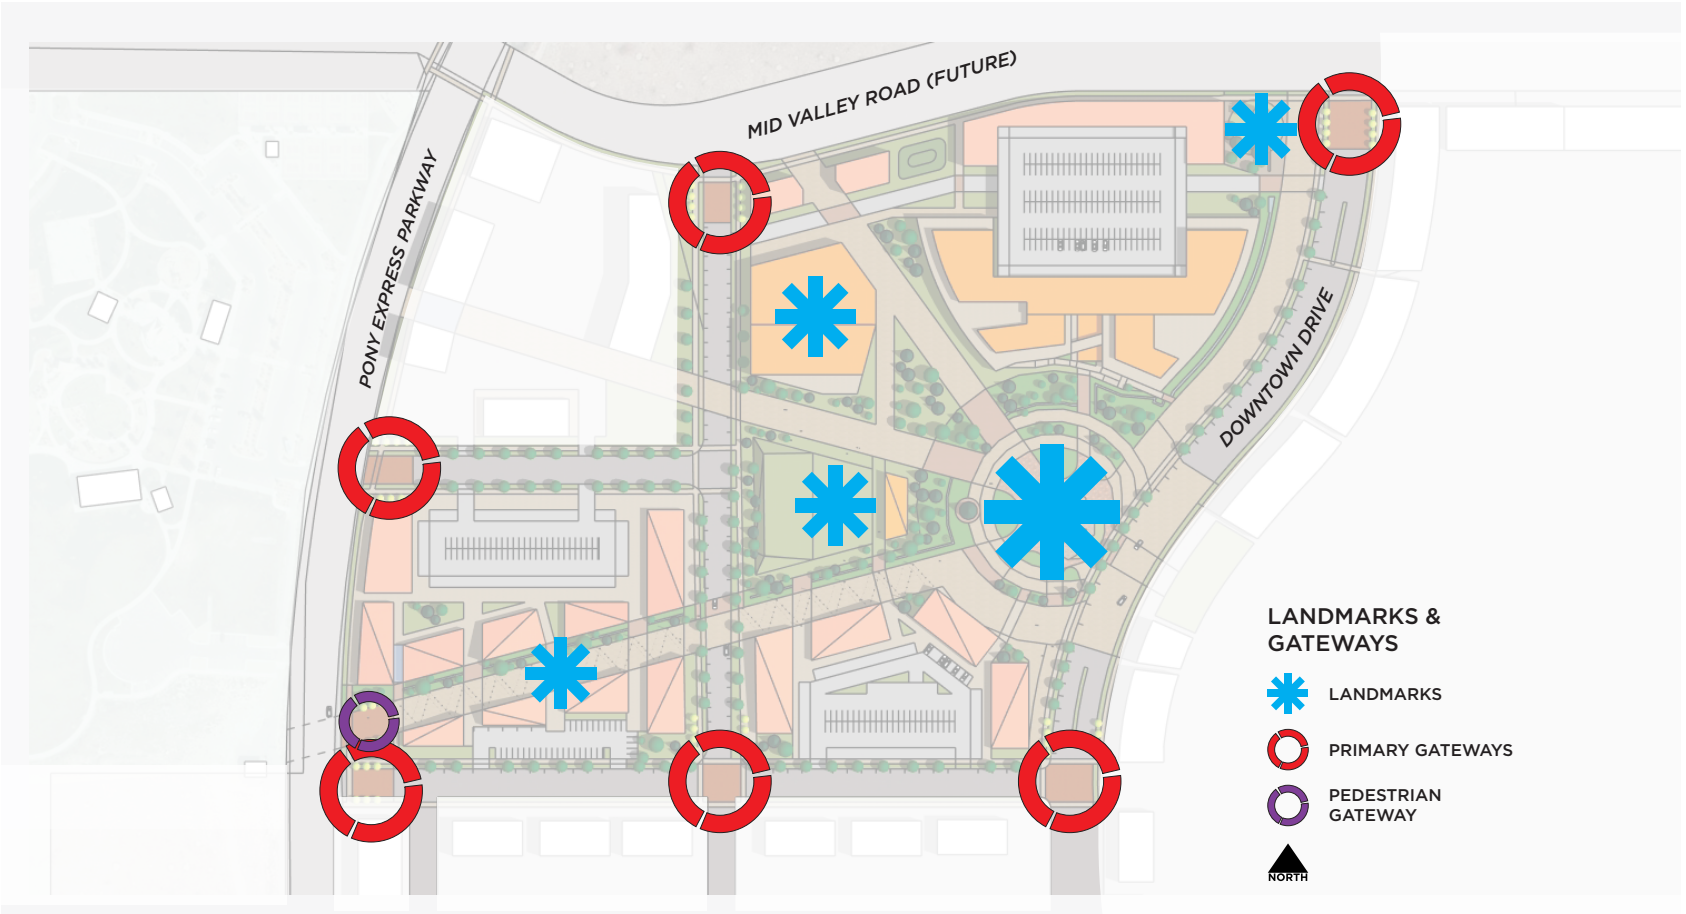 MID VALLEY ROAD (FUTURE)
PONY EXPRESS PARKWAY
DOWNTOWN DRIVE
LANDMARKS &
GATEWAYS
LANDMARKS
PRIMARY GATEWAYS
PEDESTRIAN
GATEWAY
NORTH